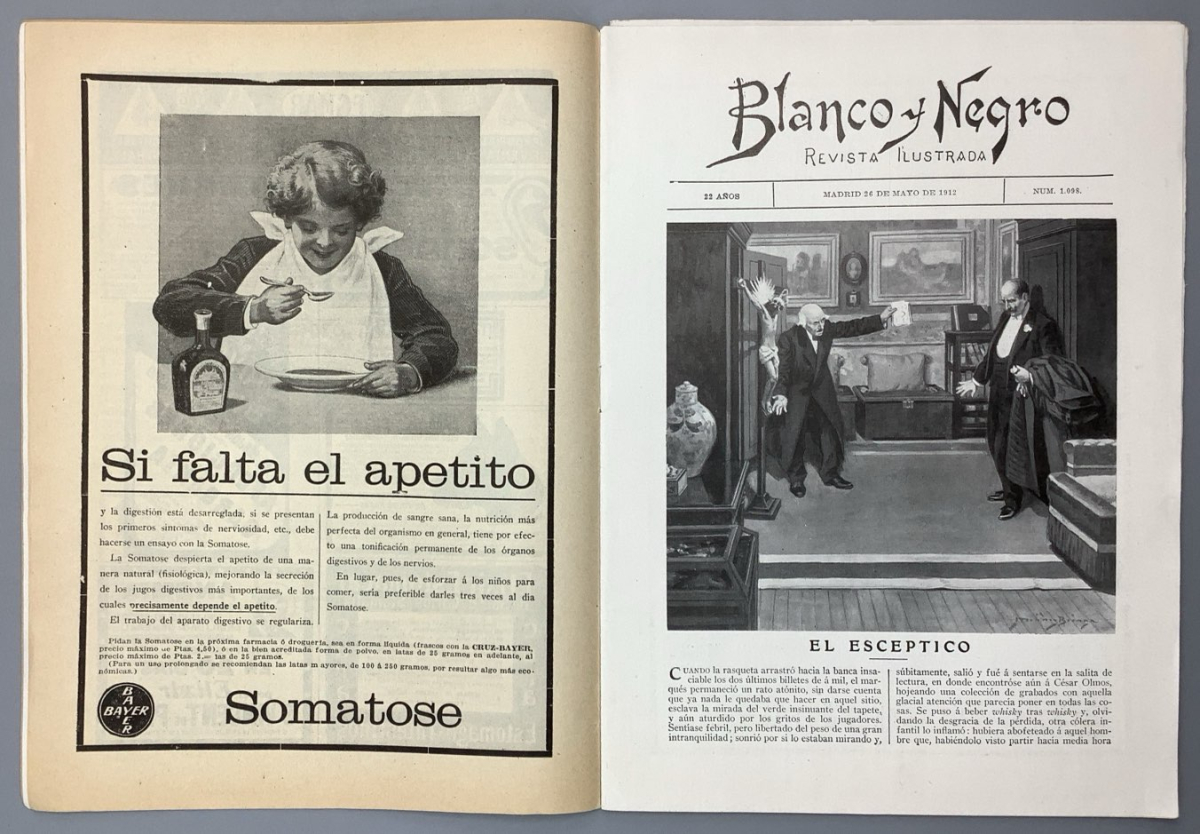 Si falta el apetito
y la digestión está desarreglada, si se presentan
los primeros síntomas de nerviosidad, etc., debe
hacerse un ensayo con la Somatose.
La Somatose despierta el apetito de una ma-
nera natural (fisiológica), mejorando la secreción
de los jugos digestivos más importantes, de los
cuales precisamente depende el apetito.
El trabajo del aparato digestivo se regulariza.
La producción de sangre sana, la nutrición más
perfecta del organismo en general, tiene por efec-
to una tonificación permanente de los órganos
digestivos y de los nervios.
En lugar, pues, de esforzar á los niños para
comer, sería preferible darles tres veces al día
Somatose.
Pidan la Somatose en la próxima farmacia ó droguería, sea en forma líquida (frascos con la CRUZ-BAYER,
precio máximo de Ptas. 4,50), ó en la bien acreditada forma de polvo, en latas de 25 gramos en adelante, al
precio máximo de Ptas. 2,— las de 25 gramos.
(Para un uso prolongado se recomiendan las latas mayores, de 100 á 250 gramos, por resultar algo más eco-
nómicas.)
BAYER
BAYER
Somatose
Blanco y Negro
REVISTA ILUSTRADA
22 AÑOS
MADRID 26 DE MAYO DE 1912
NUM. 1.098.
EL ESCEPTICO
CUANDO la rasqueta arrastró hacia la banca insa-
ciable los dos últimos billetes de á mil, el mar-
qués permaneció un rato atónito, sin darse cuenta
que ya nada le quedaba que hacer en aquel sitio,
esclava la mirada del verde insinuante del tapete,
y aún aturdido por los gritos de los jugadores.
Sentíase febril, pero libertado del peso de una gran
intranquilidad; sonrió por si lo estaban mirando y,
súbitamente, salió y fué á sentarse en la salita de
lectura, en donde encontróse aún á César Olmos,
hojeando una colección de grabados con aquella
glacial atención que parecía poner en todas las co-
sas. Se puso á beber whisky tras whisky y, olvi-
dando la desgracia de la pérdida, otra cólera in-
fantil lo inflamó: hubiera abofeteado á aquel hom-
bre que, habiéndolo visto partir hacía media hora